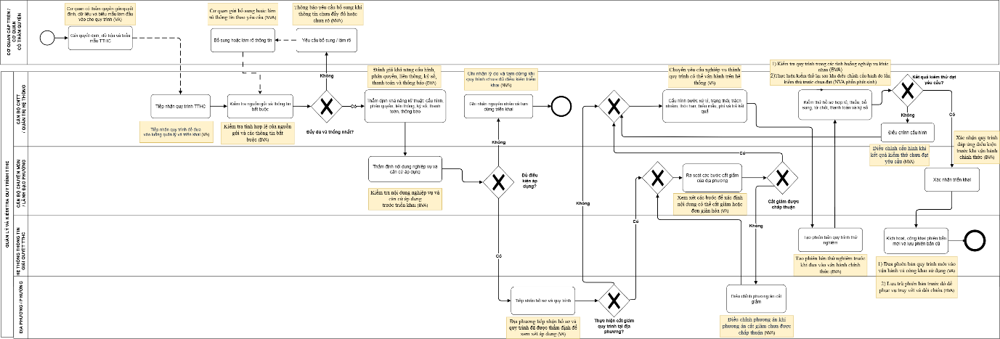 CƠ QUAN CẤP TRÊN /
CƠ QUAN
CÓ THẨM QUYỀN
Cơ quan có thẩm quyền gửi quyết
định, dữ liệu và biểu mẫu làm đầu
vào cho quy trình (VA)
Gửi quyết định, dữ liệu và biểu
mẫu TTHC
Cơ quan gửi bổ sung hoặc làm
rõ thông tin theo yêu cầu (NVA)
Bổ sung hoặc làm rõ thông tin
Thông báo yêu cầu bổ sung khi
thông tin chưa đầy đủ hoặc
chưa rõ (NVA)
Yêu cầu bổ sung / làm rõ
QUẢN LÝ VÀ KIỂM TRA QUY TRÌNH TTHC
CÁN BỘ CNTT
/ QUẢN TRỊ HỆ THỐNG
Tiếp nhận quy trình TTHC
Tiếp nhận quy trình để đưa
vào luồng quản lý và triển khai (VA)
Kiểm tra nguồn gửi và thông tin
bắt buộc
Kiểm tra tính hợp lệ của nguồn
gửi và các thông tin bắt
buộc (BVA)
Không
Có
Đầy đủ và thống nhất?
Đánh giá khả năng cấu hình,
phân quyền, liên thông, ký số,
thanh toán và thông báo (BVA)
Thẩm định khả năng kỹ thuật: cấu hình,
phân quyền, liên thông, ký số, thanh
toán, thông báo
Ghi nhận lý do và tạm dừng khi
quy trình chưa đủ điều kiện triển
khai (NVA)
Ghi nhận nguyên nhân và tạm
dừng triển khai
Không
Chuyển yêu cầu nghiệp vụ thành
quy trình có thể vận hành trên hệ
thống (VA)
Cấu hình bước xử lý, trạng thái, trách
nhiệm, thời hạn, biểu mẫu, phí và trả kết
quả
1) Kiểm tra quy trình trong các tình huống nghiệp vụ khác
nhau (BVA)
2)Thực hiện kiểm thử lại sau khi điều chỉnh cấu hình do lần
kiểm thử trước chưa đạt (NVA phần phát sinh)
Kiểm thử hồ sơ hợp lệ, thiếu, bổ
sung, từ chối, thanh toán và ký số
Kết quả kiểm thử đạt
yêu cầu?
Không
Có
Điều chỉnh cấu hình
Điều chỉnh cấu hình khi
kết quả kiểm thử chưa đạt
yêu cầu (NVA)
Xác nhận quy trình
đáp ứng điều kiện
trước khi vận hành
chính thức (BVA)
CÁN BỘ CHUYÊN MÔN
/ LÃNH ĐẠO PHƯỜNG
Thẩm định nội dung nghiệp vụ và
căn cứ áp dụng
Kiểm tra nội dung nghiệp vụ và
căn cứ áp dụng
trước triển khai (BVA)
Đủ điều
kiện áp
dụng?
Rà soát các bước cắt giảm
của địa phương
Xem xét các bước để xác định
nội dung có thể cắt giảm hoặc
đơn giản hóa (VA)
Có
Cắt giảm được
chấp thuận
Xác nhận triển khai
Không
Có
Không
HỆ THỐNG THÔNG TIN
GIẢI QUYẾT TTHC
Có
Tạo phiên bản quy trình thử
nghiệm
Tạo phiên bản thử nghiệm trước
khi đưa vào vận hành chính
thức (BVA)
Kích hoạt, công khai phiên bản
mới và lưu phiên bản cũ
1) Đưa phiên bản quy trình mới vào
vận hành và công khai sử dụng (VA)
2) Lưu trữ phiên bản trước đó để
phục vụ truy vết và đối chiếu (BVA)
ĐỊA PHƯƠNG / PHƯỜNG
Tiếp nhận hồ sơ và quy trình
Địa phương tiếp nhận hồ sơ và
quy trình đã được thẩm định để
xem xét áp dụng (VA)
Thực hiện cắt giảm
quy trình tại địa
phương?
Điều chỉnh phương án cắt
giảm
Điều chỉnh phương án khi
phương án cắt giảm chưa được
chấp thuận (NVA)